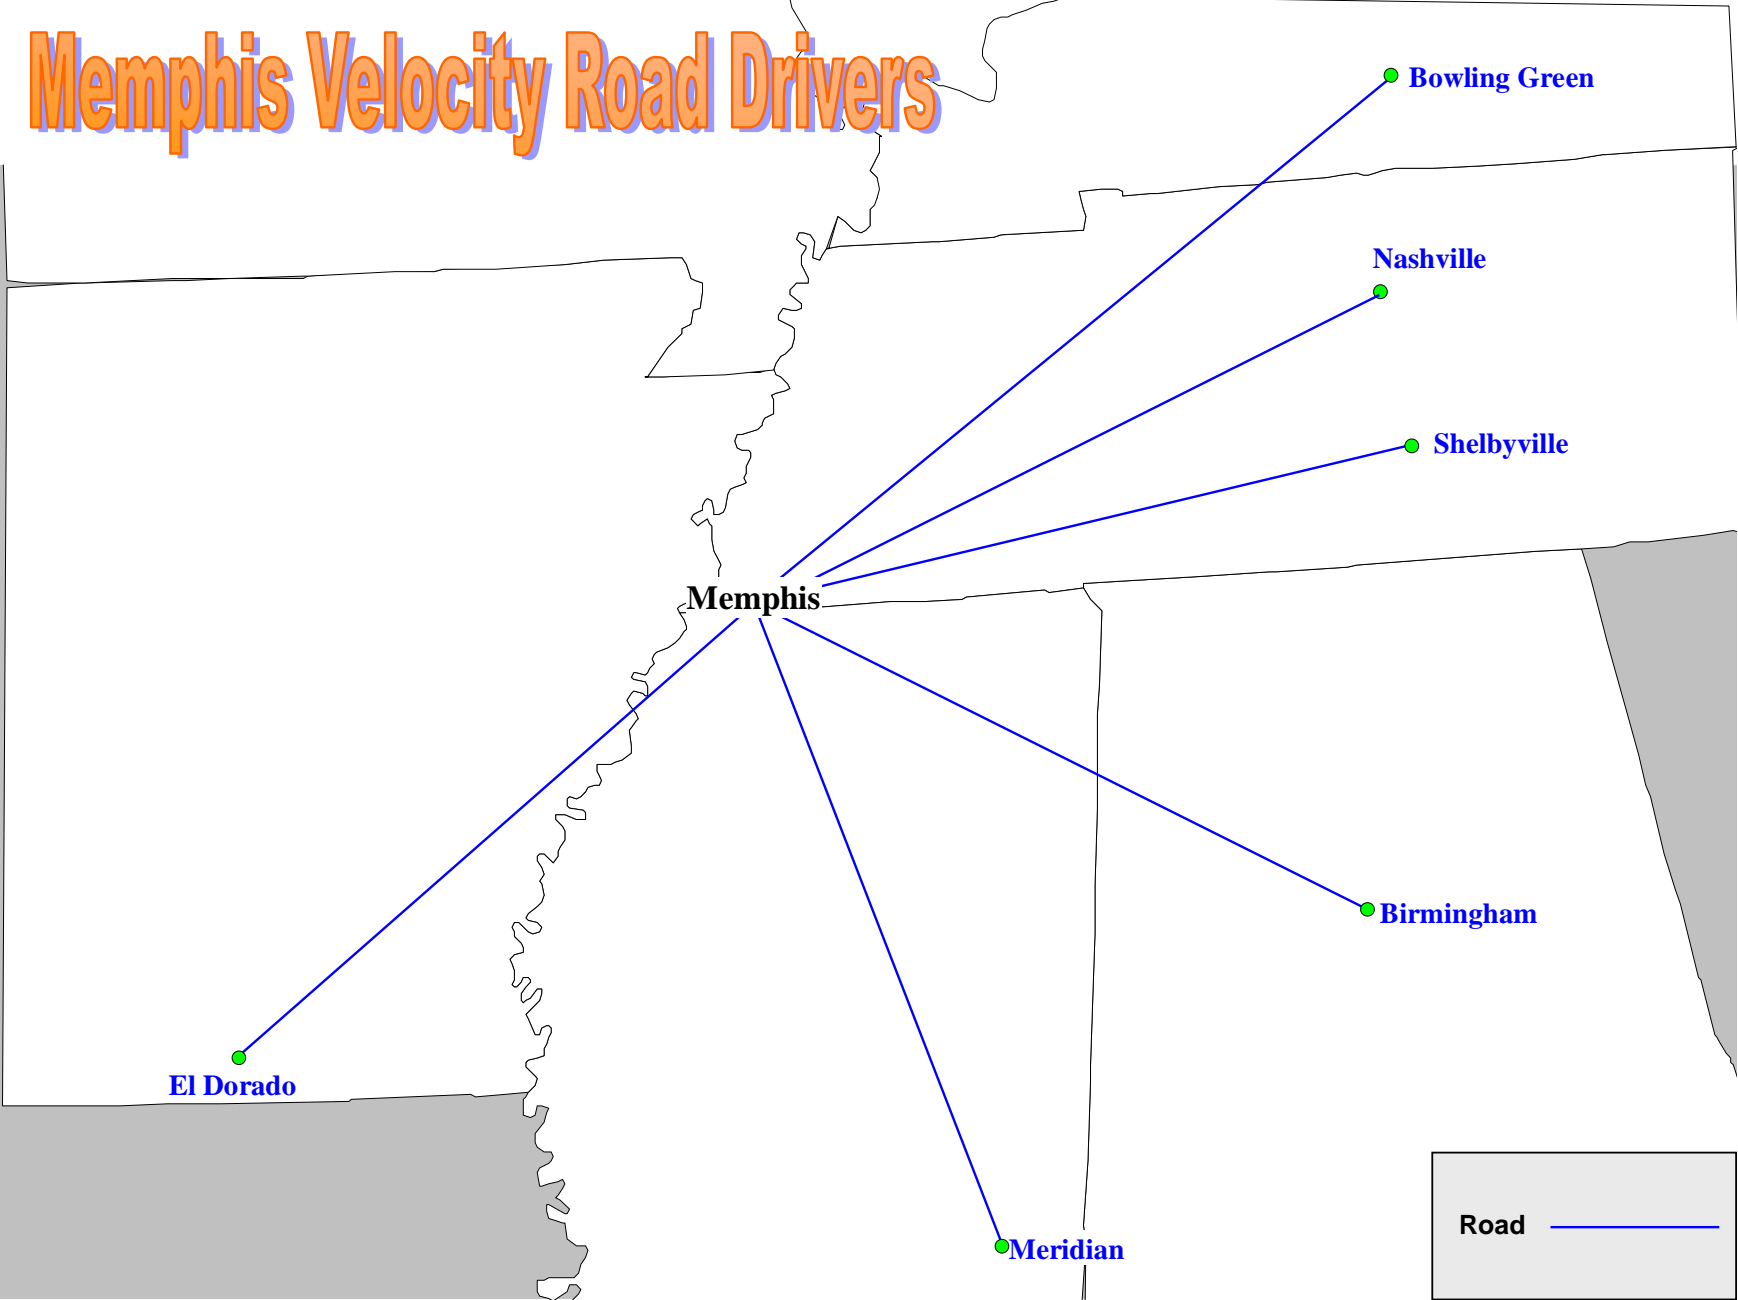 Memphis Velocity Road Drivers
Bowling Green
Nashville
Shelbyville
Memphis
Birmingham
El Dorado
Meridian
Road